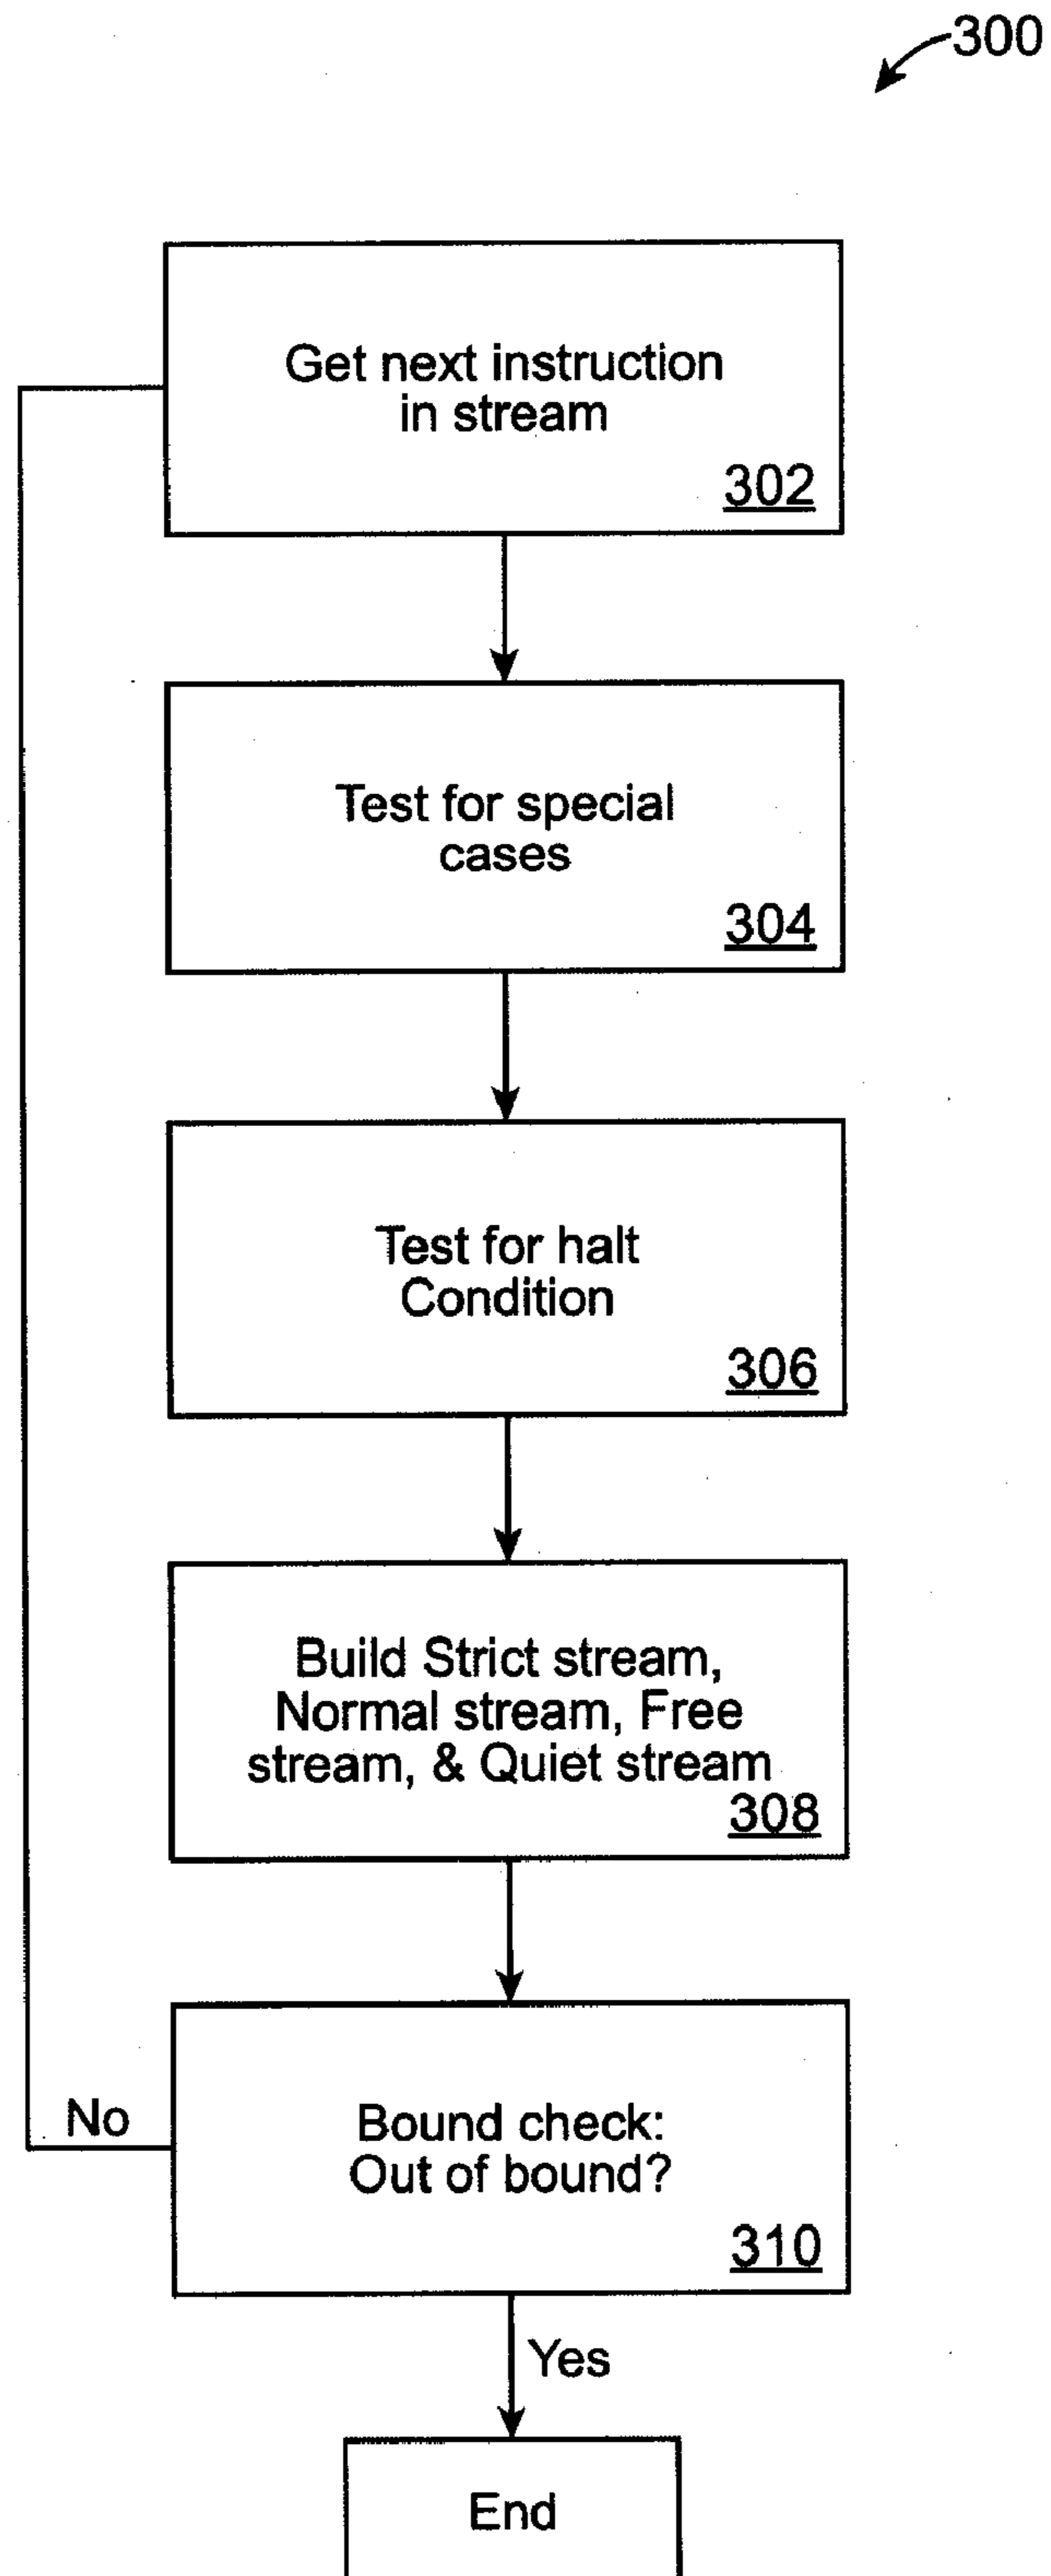 300
Get next instruction
in stream
302
Test for special
cases
304
Test for halt
Condition
306
Build Strict stream,
Normal stream, Free
stream, & Quiet stream
308
No
Bound check:
Out of bound?
310
Yes
End